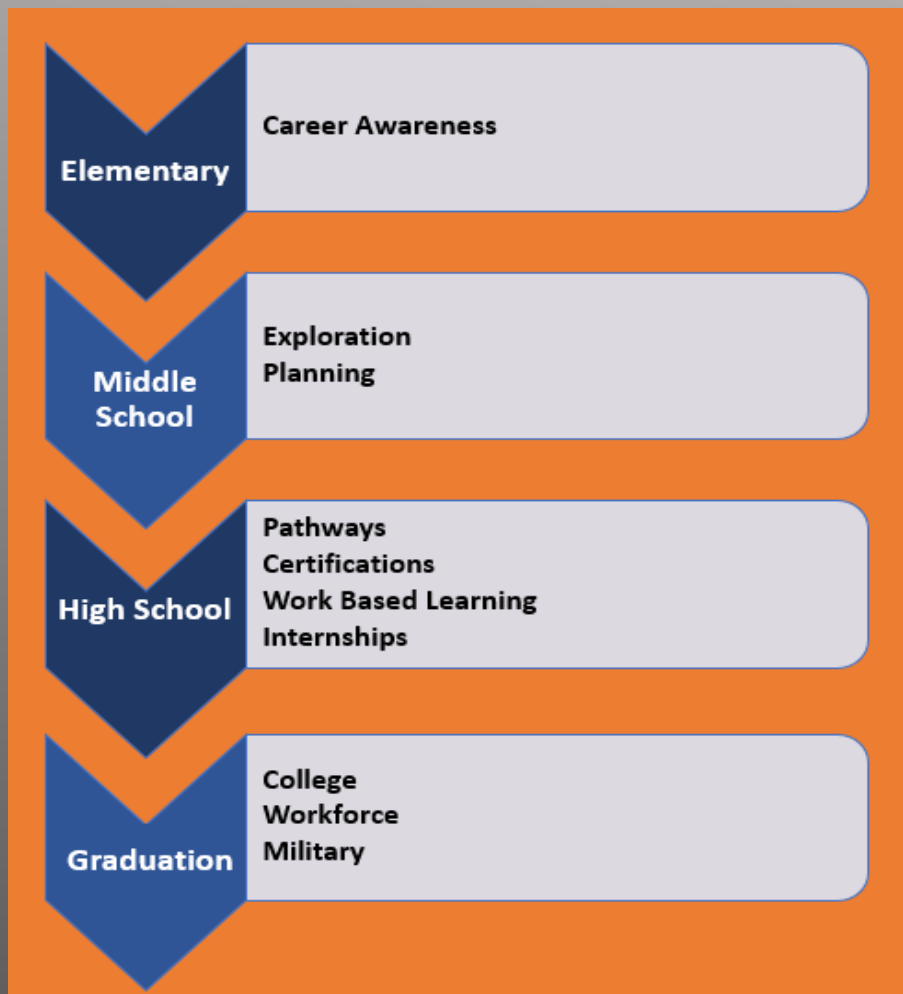 Elementary
Career Awareness
Middle
School
Exploration
Planning
High School
Pathways
Certifications
Work Based Learning
Internships
Graduation
College
Workforce
Military